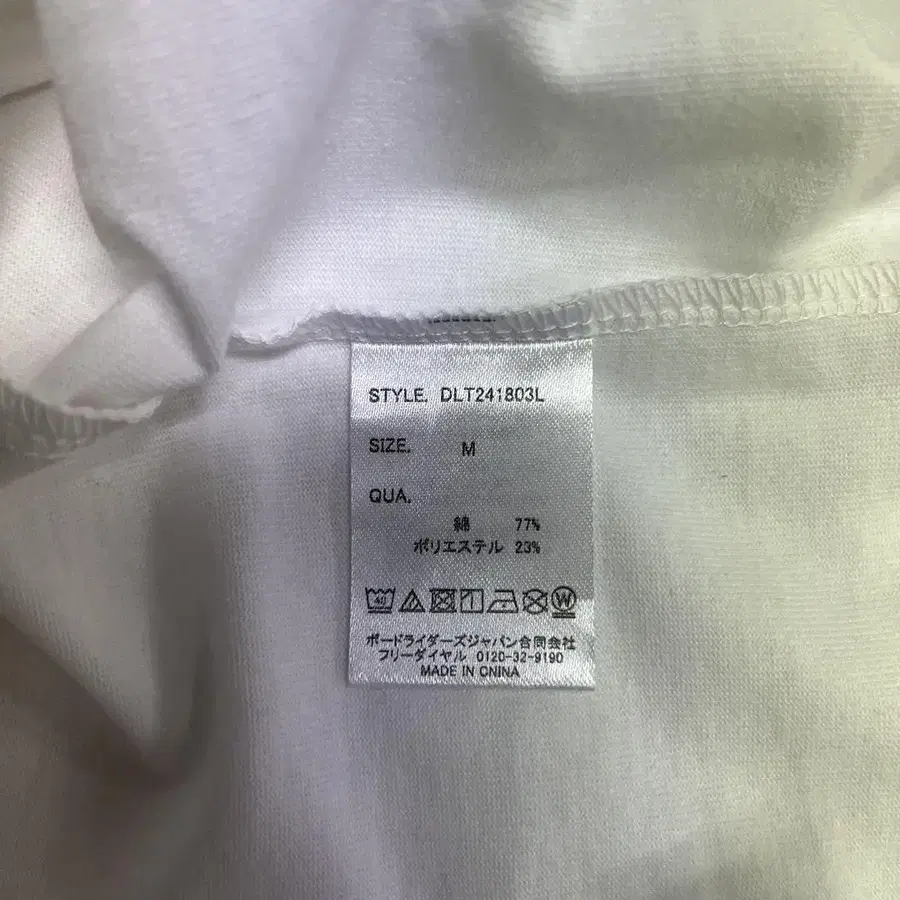 STYLE. DLT241803L
SIZE. M
QUA.
綿 77%
ポリエステル 23%
40 W
ボードライダーズジャパン合同会社
フリーダイヤル 0120-32-9190
MADE IN CHINA